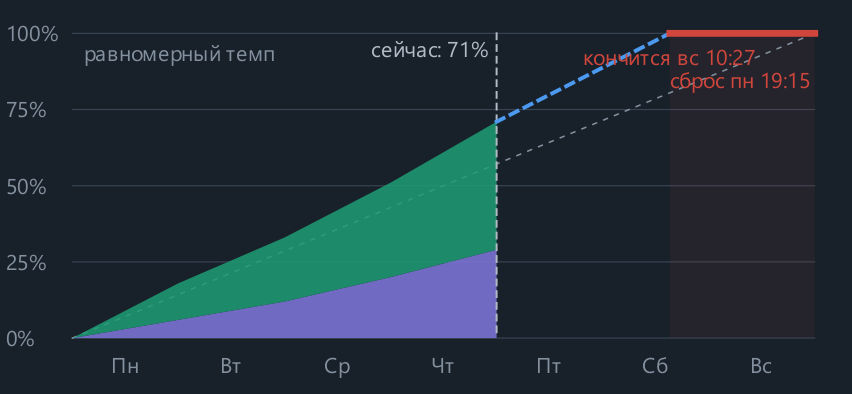 100%
равномерный темп
сейчас: 71%
кончится вс 10:27
сброс пн 19:15
75%
50%
25%
0%
Пн Вт Ср Чт Пт Сб Вс